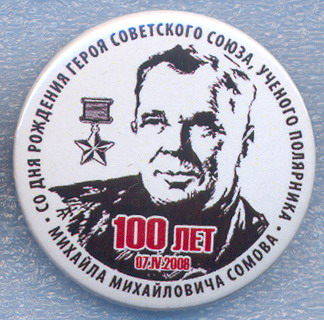 100 ЛЕТ
07.IV.2008
• СО ДНЯ РОЖДЕНИЯ ГЕРОЯ СОВЕТСКОГО СОЮЗА, УЧЕНОГО ПОЛЯРНИКА •
МИХАЙЛА МИХАЙЛОВИЧА СОМОВА